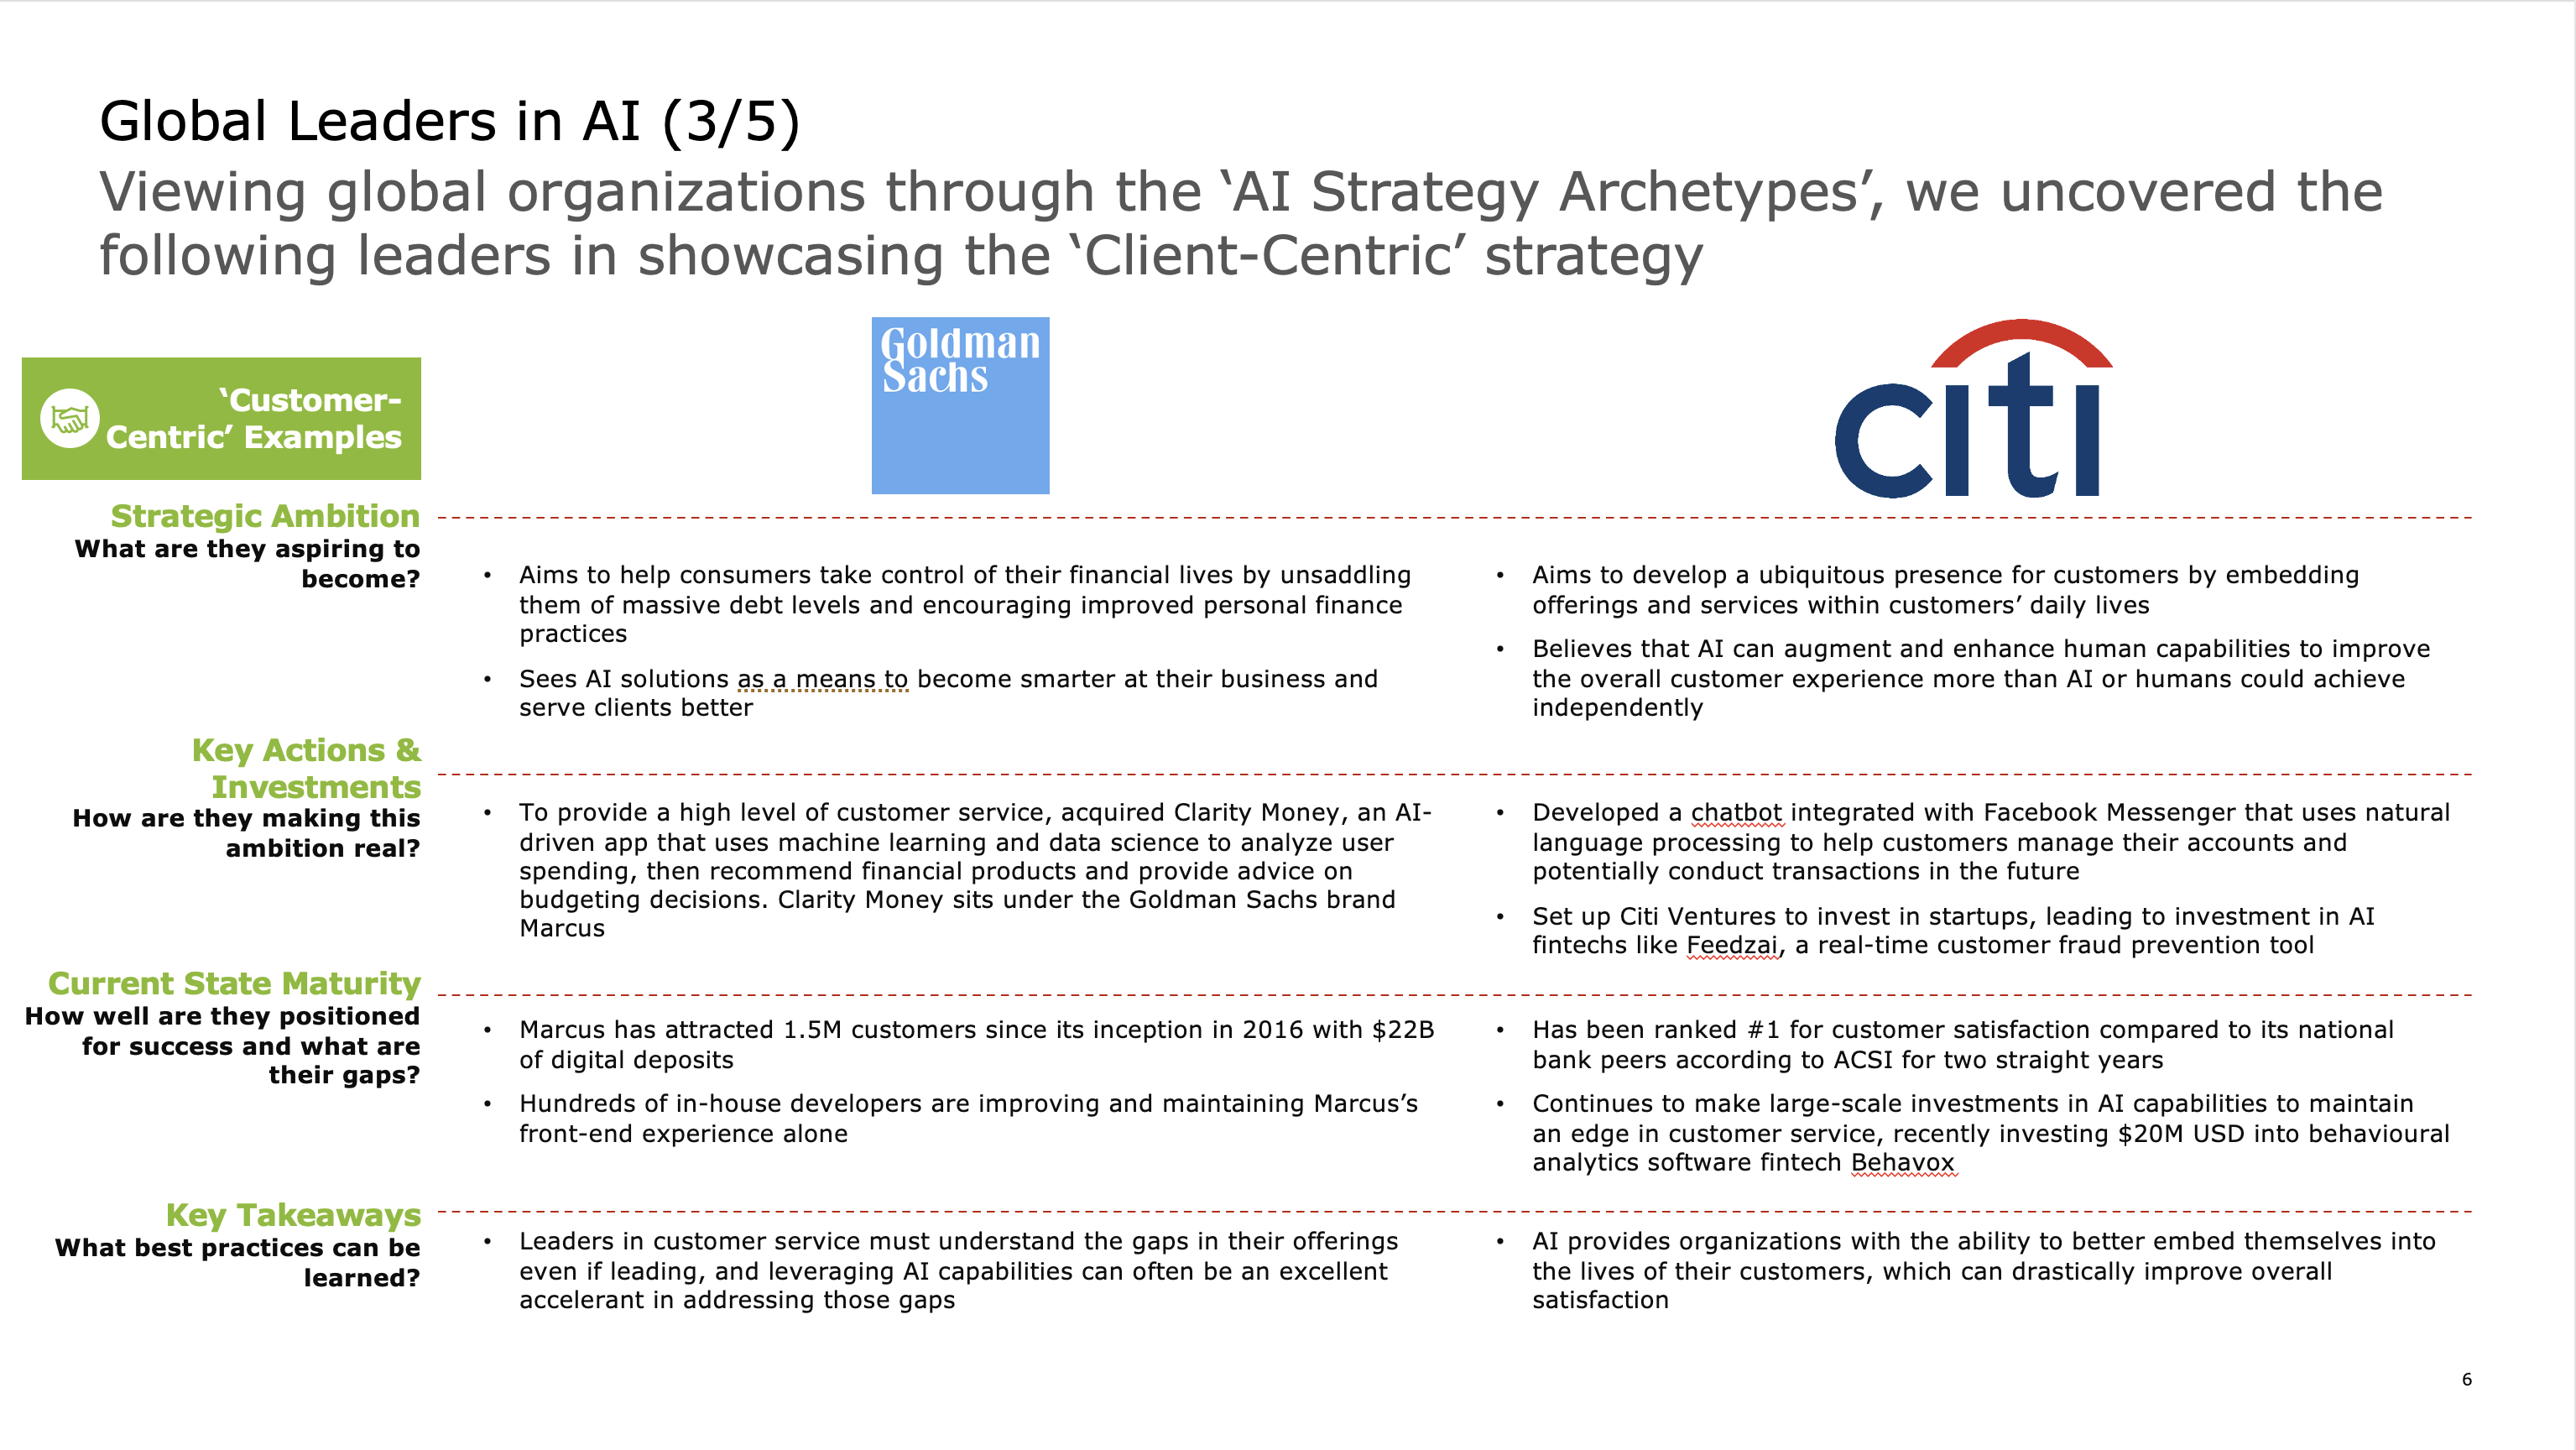 Global Leaders in AI (3/5)
Viewing global organizations through the ‘AI Strategy Archetypes’, we uncovered the
following leaders in showcasing the ‘Client-Centric’ strategy
‘Customer-
Centric’ Examples
Goldman
Sachs
citi
Strategic Ambition
What are they aspiring to
become?
• Aims to help consumers take control of their financial lives by unsaddling
them of massive debt levels and encouraging improved personal finance
practices
• Sees AI solutions as a means to become smarter at their business and
serve clients better
• Aims to develop a ubiquitous presence for customers by embedding
offerings and services within customers’ daily lives
• Believes that AI can augment and enhance human capabilities to improve
the overall customer experience more than AI or humans could achieve
independently
Key Actions &
Investments
How are they making this
ambition real?
• To provide a high level of customer service, acquired Clarity Money, an AI-
driven app that uses machine learning and data science to analyze user
spending, then recommend financial products and provide advice on
budgeting decisions. Clarity Money sits under the Goldman Sachs brand
Marcus
• Developed a chatbot integrated with Facebook Messenger that uses natural
language processing to help customers manage their accounts and
potentially conduct transactions in the future
• Set up Citi Ventures to invest in startups, leading to investment in AI
fintechs like Feedzai, a real-time customer fraud prevention tool
Current State Maturity
How well are they positioned
for success and what are
their gaps?
• Marcus has attracted 1.5M customers since its inception in 2016 with $22B
of digital deposits
• Hundreds of in-house developers are improving and maintaining Marcus’s
front-end experience alone
• Has been ranked #1 for customer satisfaction compared to its national
bank peers according to ACSI for two straight years
• Continues to make large-scale investments in AI capabilities to maintain
an edge in customer service, recently investing $20M USD into behavioural
analytics software fintech Behavox
Key Takeaways
What best practices can be
learned?
• Leaders in customer service must understand the gaps in their offerings
even if leading, and leveraging AI capabilities can often be an excellent
accelerant in addressing those gaps
• AI provides organizations with the ability to better embed themselves into
the lives of their customers, which can drastically improve overall
satisfaction
6